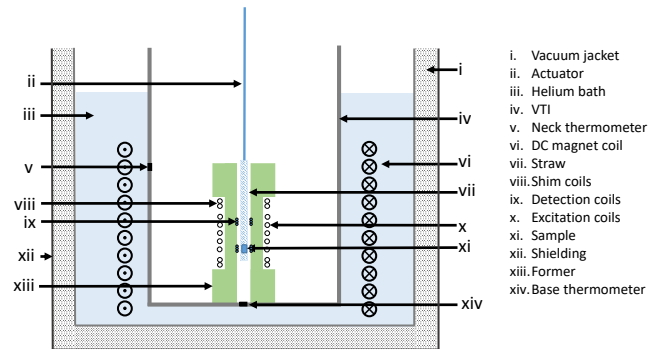 ii
iii
v
viii
ix
xii
xiii
i
iv
vi
vii
x
xi
xiv
i. Vacuum jacket
ii. Actuator
iii. Helium bath
iv. VTI
v. Neck thermometer
vi. DC magnet coil
vii. Straw
viii. Shim coils
ix. Detection coils
x. Excitation coils
xi. Sample
xii. Shielding
xiii. Former
xiv. Base thermometer